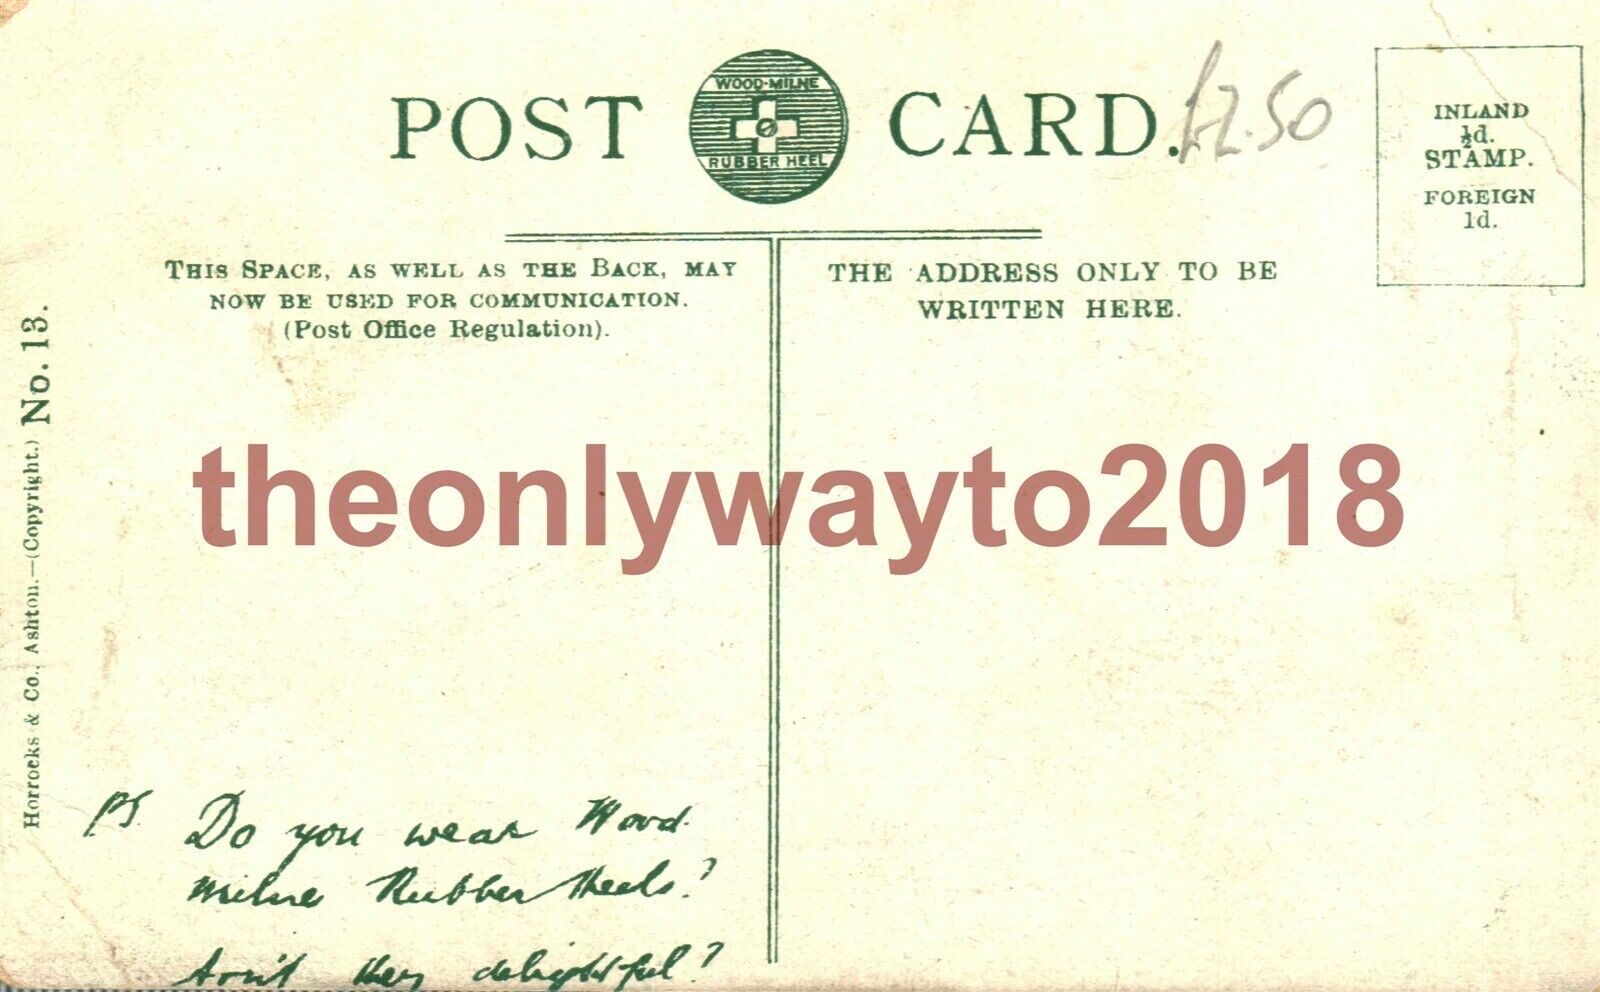 POST CARD.
WOOD-MILNE
RUBBER HEEL
£2.50
INLAND
½d.
STAMP.
FOREIGN
1d.
THIS SPACE, AS WELL AS THE BACK, MAY
NOW BE USED FOR COMMUNICATION.
(Post Office Regulation).
THE ADDRESS ONLY TO BE
WRITTEN HERE.
Horrocks & Co., Ashton.—(Copyright.) No. 13.
theonlywayto2018
PS. Do you wear Wood
Milne Rubber Heels?
Arn't they delightful?